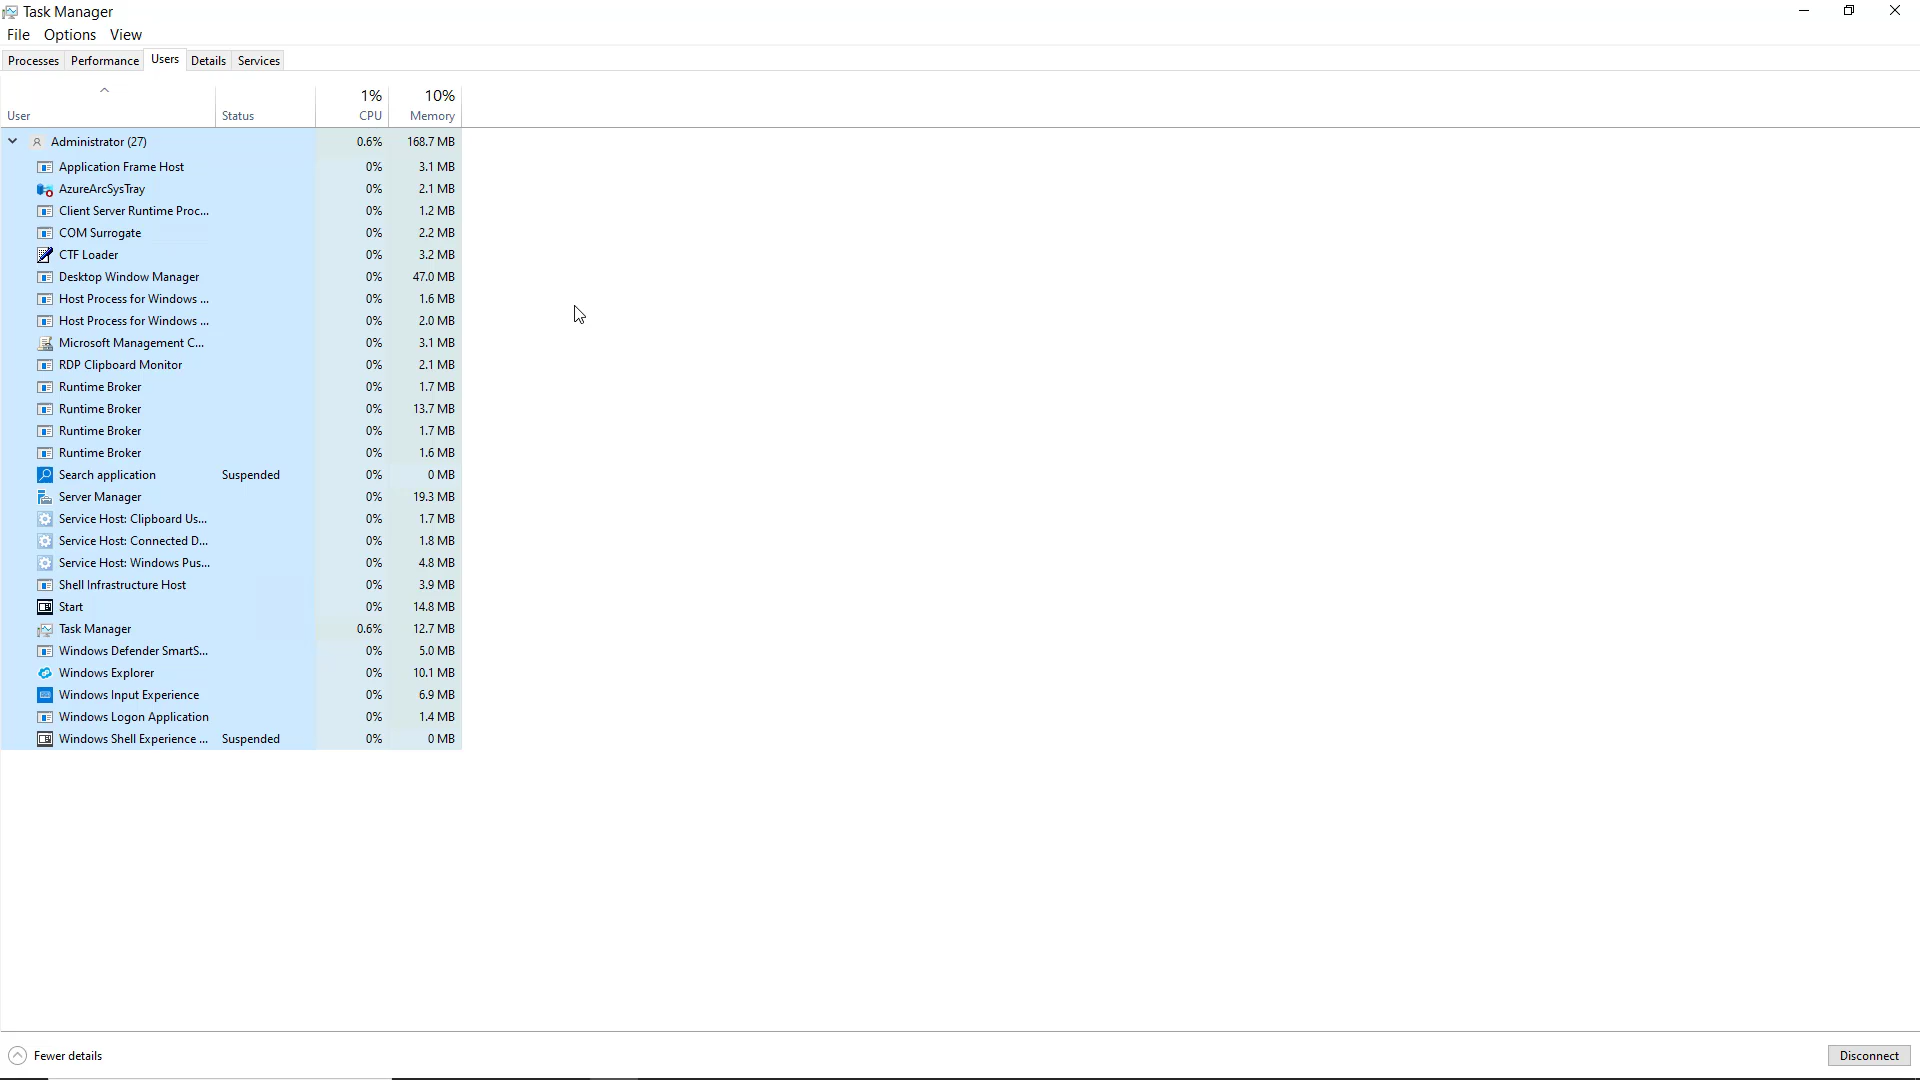 Task Manager
File Options View
Processes Performance Users Details Services
1% 10%
User Status CPU Memory
Administrator (27) 0.6% 168.7 MB
Application Frame Host 0% 3.1 MB
AzureArcSysTray 0% 2.1 MB
Client Server Runtime Proc... 0% 1.2 MB
COM Surrogate 0% 2.2 MB
CTF Loader 0% 3.2 MB
Desktop Window Manager 0% 47.0 MB
Host Process for Windows ... 0% 1.6 MB
Host Process for Windows ... 0% 2.0 MB
Microsoft Management C... 0% 3.1 MB
RDP Clipboard Monitor 0% 2.1 MB
Runtime Broker 0% 1.7 MB
Runtime Broker 0% 13.7 MB
Runtime Broker 0% 1.7 MB
Runtime Broker 0% 1.6 MB
Search application Suspended 0% 0 MB
Server Manager 0% 19.3 MB
Service Host: Clipboard Us... 0% 1.7 MB
Service Host: Connected D... 0% 1.8 MB
Service Host: Windows Pus... 0% 4.8 MB
Shell Infrastructure Host 0% 3.9 MB
Start 0% 14.8 MB
Task Manager 0.6% 12.7 MB
Windows Defender SmartS... 0% 5.0 MB
Windows Explorer 0% 10.1 MB
Windows Input Experience 0% 6.9 MB
Windows Logon Application 0% 1.4 MB
Windows Shell Experience ... Suspended 0% 0 MB
Fewer details Disconnect